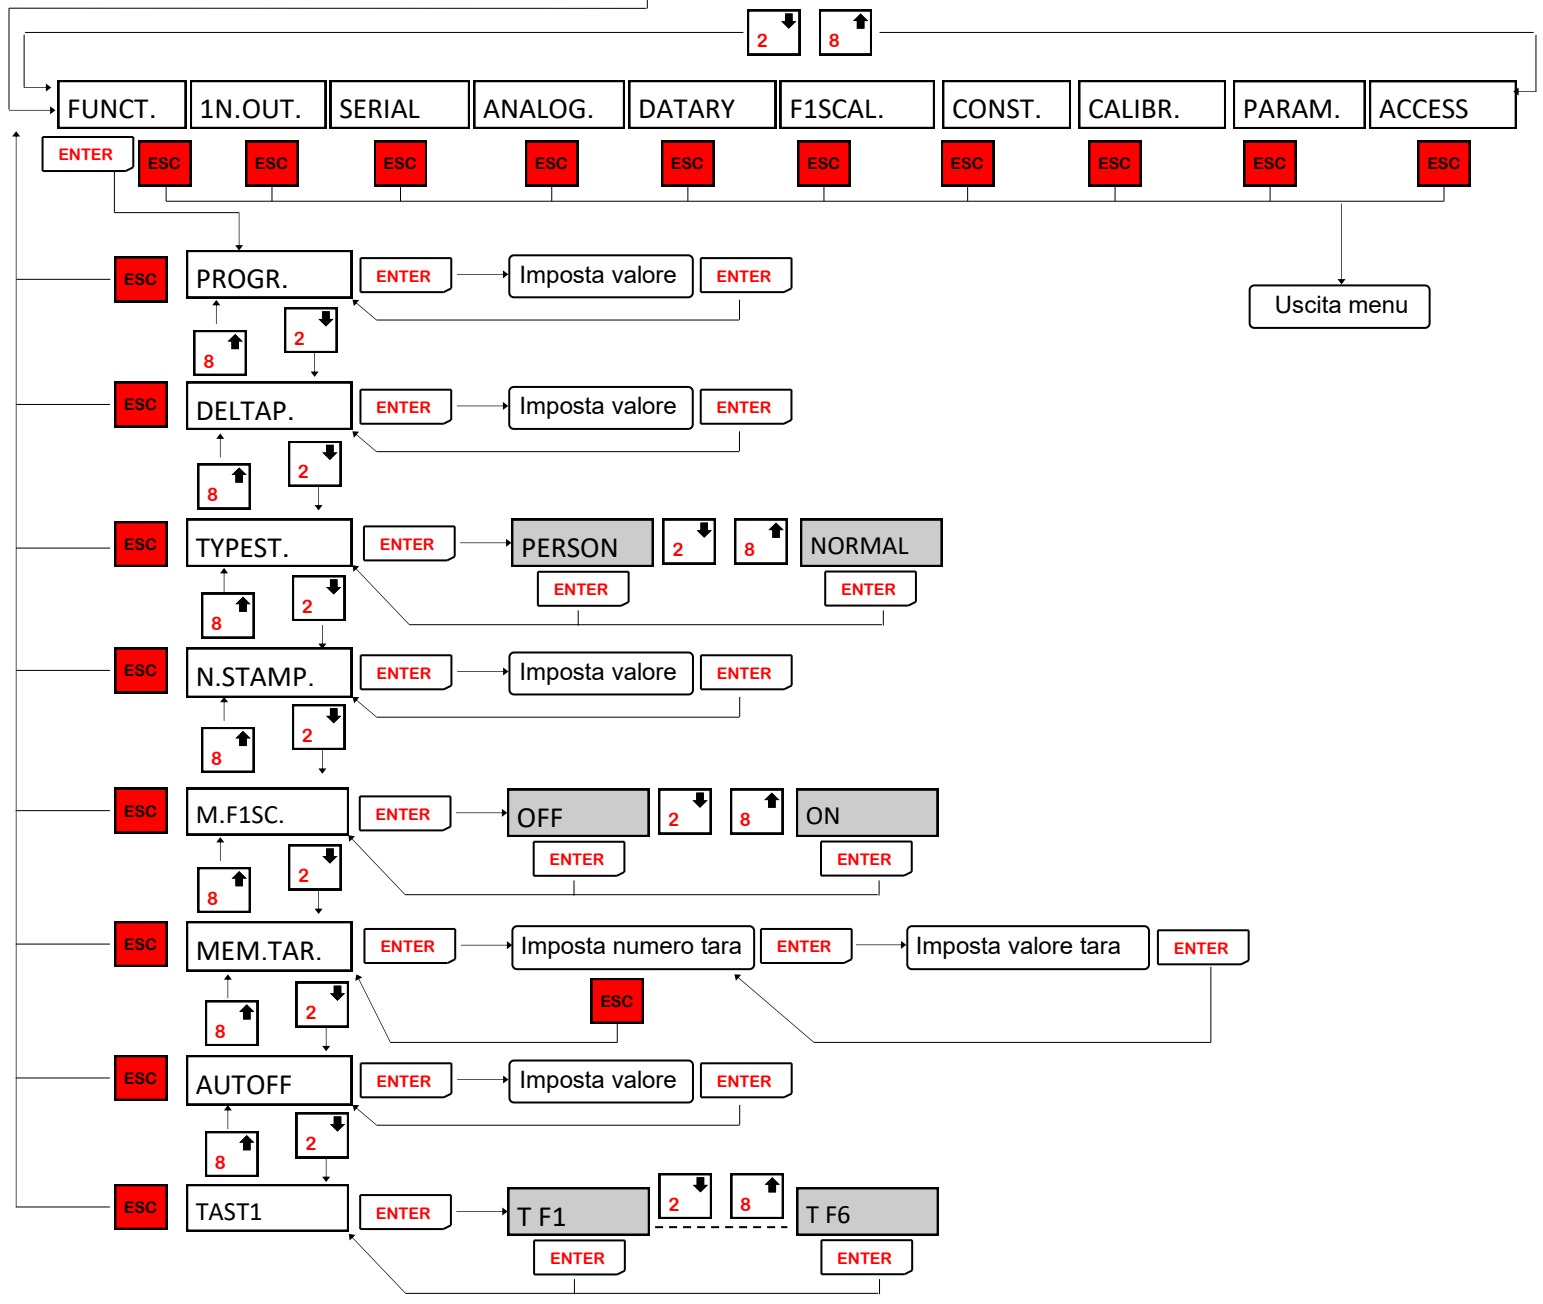 2 8
FUNCT. 1N.OUT. SERIAL ANALOG. DATARY F1SCAL. CONST. CALIBR. PARAM. ACCESS
ENTER ESC ESC ESC ESC ESC ESC ESC ESC ESC ESC
ESC PROGR. ENTER Imposta valore ENTER
Uscita menu
8 2
ESC DELTAP. ENTER Imposta valore ENTER
8 2
ESC TYPEST. ENTER PERSON 2 8 NORMAL
ENTER ENTER
8 2
ESC N.STAMP. ENTER Imposta valore ENTER
8 2
ESC M.F1SC. ENTER OFF 2 8 ON
ENTER ENTER
8 2
ESC MEM.TAR. ENTER Imposta numero tara ENTER Imposta valore tara ENTER
ESC
8 2
ESC AUTOFF ENTER Imposta valore ENTER
8 2
ESC TAST1 ENTER T F1 2 8 T F6
ENTER ENTER